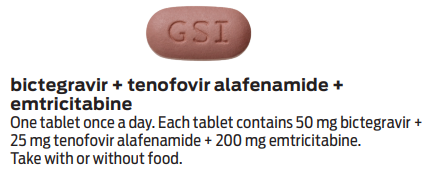 GSI
bictegravir + tenofovir alafenamide +
emtricitabine
One tablet once a day. Each tablet contains 50 mg bictegravir +
25 mg tenofovir alafenamide + 200 mg emtricitabine.
Take with or without food.